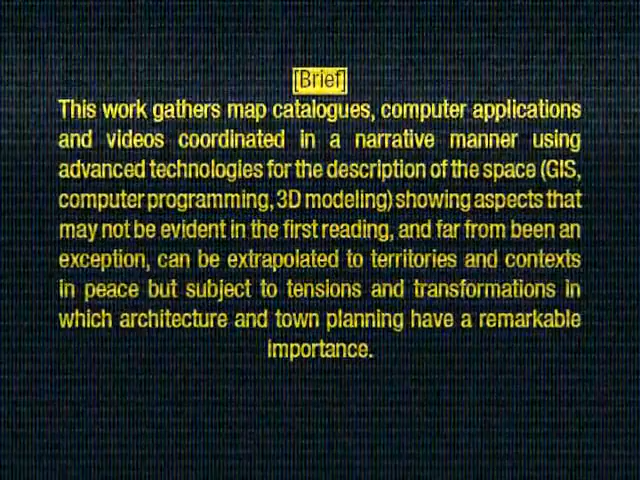 [Brief]
This work gathers map catalogues, computer applications
and videos coordinated in a narrative manner using
advanced technologies for the description of the space (GIS,
computer programming, 3D modeling) showing aspects that
may not be evident in the first reading, and far from been an
exception, can be extrapolated to territories and contexts
in peace but subject to tensions and transformations in
which architecture and town planning have a remarkable
importance.